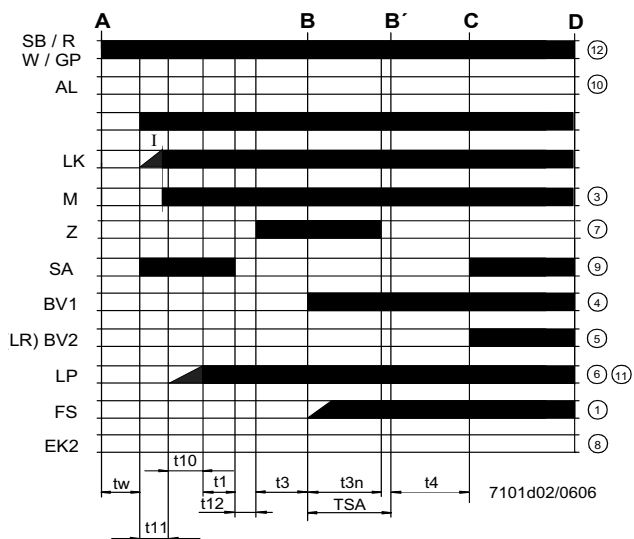 A B B´ C D
SB / R
W / GP
⑫
AL ⑩
I
LK
M ③
Z ⑦
SA ⑨
BV1 ④
LR) BV2 ⑤
LP ⑥ ⑪
FS ①
EK2 ⑧
t10
tw t1 t3 t3n t4
7101d02/0606
t12 TSA
t11